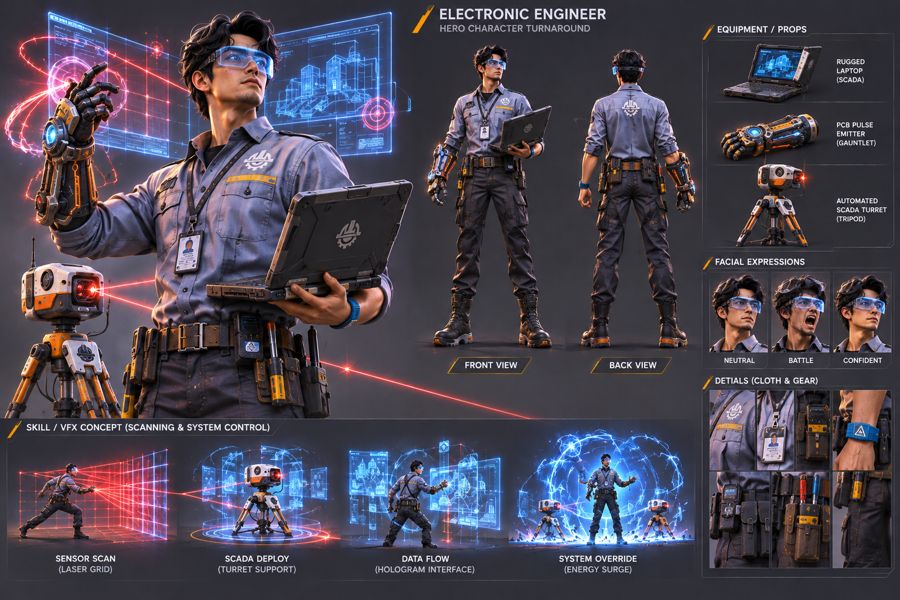 ELECTRONIC ENGINEER
HERO CHARACTER TURNAROUND
FRONT VIEW
BACK VIEW
EQUIPMENT / PROPS
RUGGED
LAPTOP
(SCADA)
PCB PULSE
EMITTER
(GAUNTLET)
AUTOMATED
SCADA TURRET
(TRIPOD)
FACIAL EXPRESSIONS
NEUTRAL
BATTLE
CONFIDENT
DETIALS (CLOTH & GEAR)
SKILL / VFX CONCEPT (SCANNING & SYSTEM CONTROL)
SENSOR SCAN
(LASER GRID)
SCADA DEPLOY
(TURRET SUPPORT)
DATA FLOW
(HOLOGRAM INTERFACE)
SYSTEM OVERRIDE
(ENERGY SURGE)